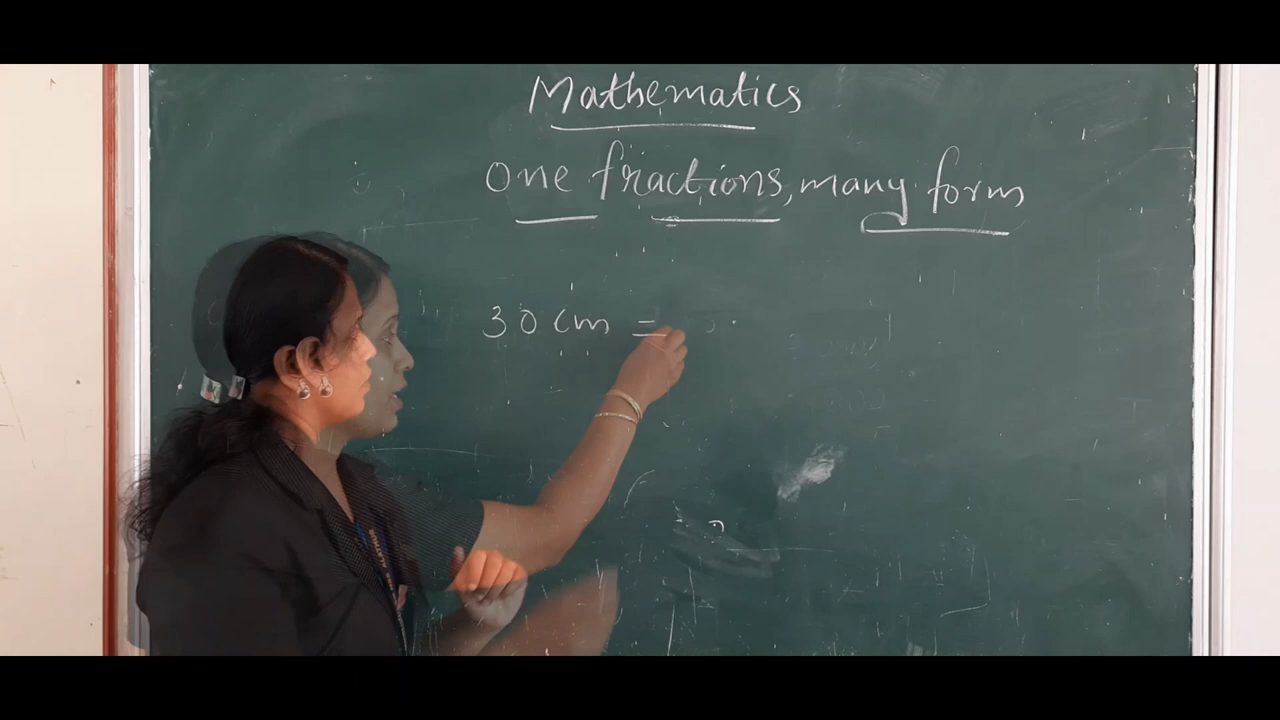 Mathematics
One fractions, many form
30 cm =